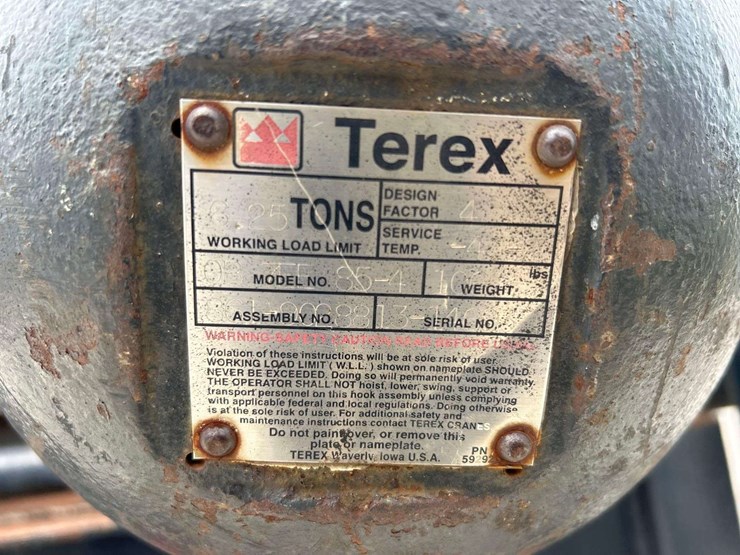 Terex
TONS
WORKING LOAD LIMIT
DESIGN
FACTOR 4
SERVICE
TEMP. -4
MODEL NO. 85-4
lbs
WEIGHT
ASSEMBLY NO.
SERIAL NO.
WARNING
Violation of these instructions will be at sole risk of user.
WORKING LOAD LIMIT ( W.L.L. ) shown on nameplate SHOULD
NEVER BE EXCEEDED. Doing so will permanently void warranty.
THE OPERATOR SHALL NOT hoist, lower, swing, support or
transport personnel on this hook assembly unless complying
with applicable federal and local regulations. Doing otherwise
is at the sole risk of user. For additional safety and
maintenance instructions contact TEREX CRANES
Do not paint over, or remove this
plate or nameplate.
TEREX Waverly, Iowa U.S.A.
PN